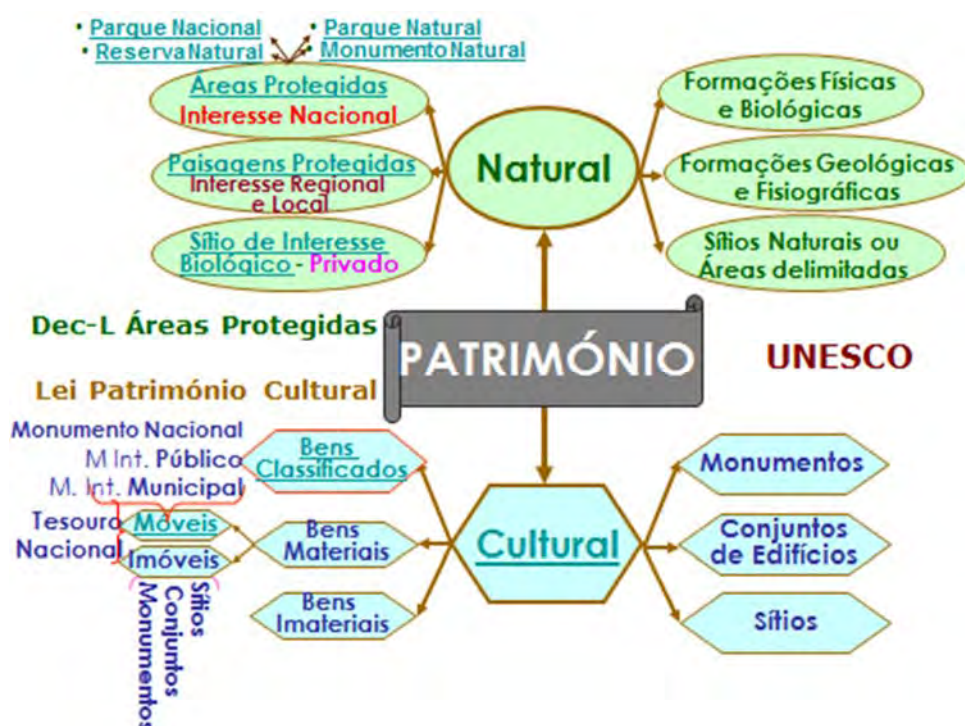 • Parque Nacional
• Parque Natural
• Reserva Natural
• Monumento Natural
Áreas Protegidas
Interesse Nacional
Paisagens Protegidas
Interesse Regional
e Local
Sítio de Interesse
Biológico - Privado
Natural
Formações Físicas
e Biológicas
Formações Geológicas
e Fisiográficas
Sítios Naturais ou
Áreas delimitadas
Dec-L Áreas Protegidas
PATRIMÓNIO
UNESCO
Lei Património Cultural
Monumento Nacional
M Int. Público
M. Int. Municipal
Bens
Classificados
Tesouro
Nacional
Móveis
Imóveis
Bens
Materiais
Bens
Imateriais
Sítios
Conjuntos
Monumentos
Cultural
Monumentos
Conjuntos
de Edifícios
Sítios